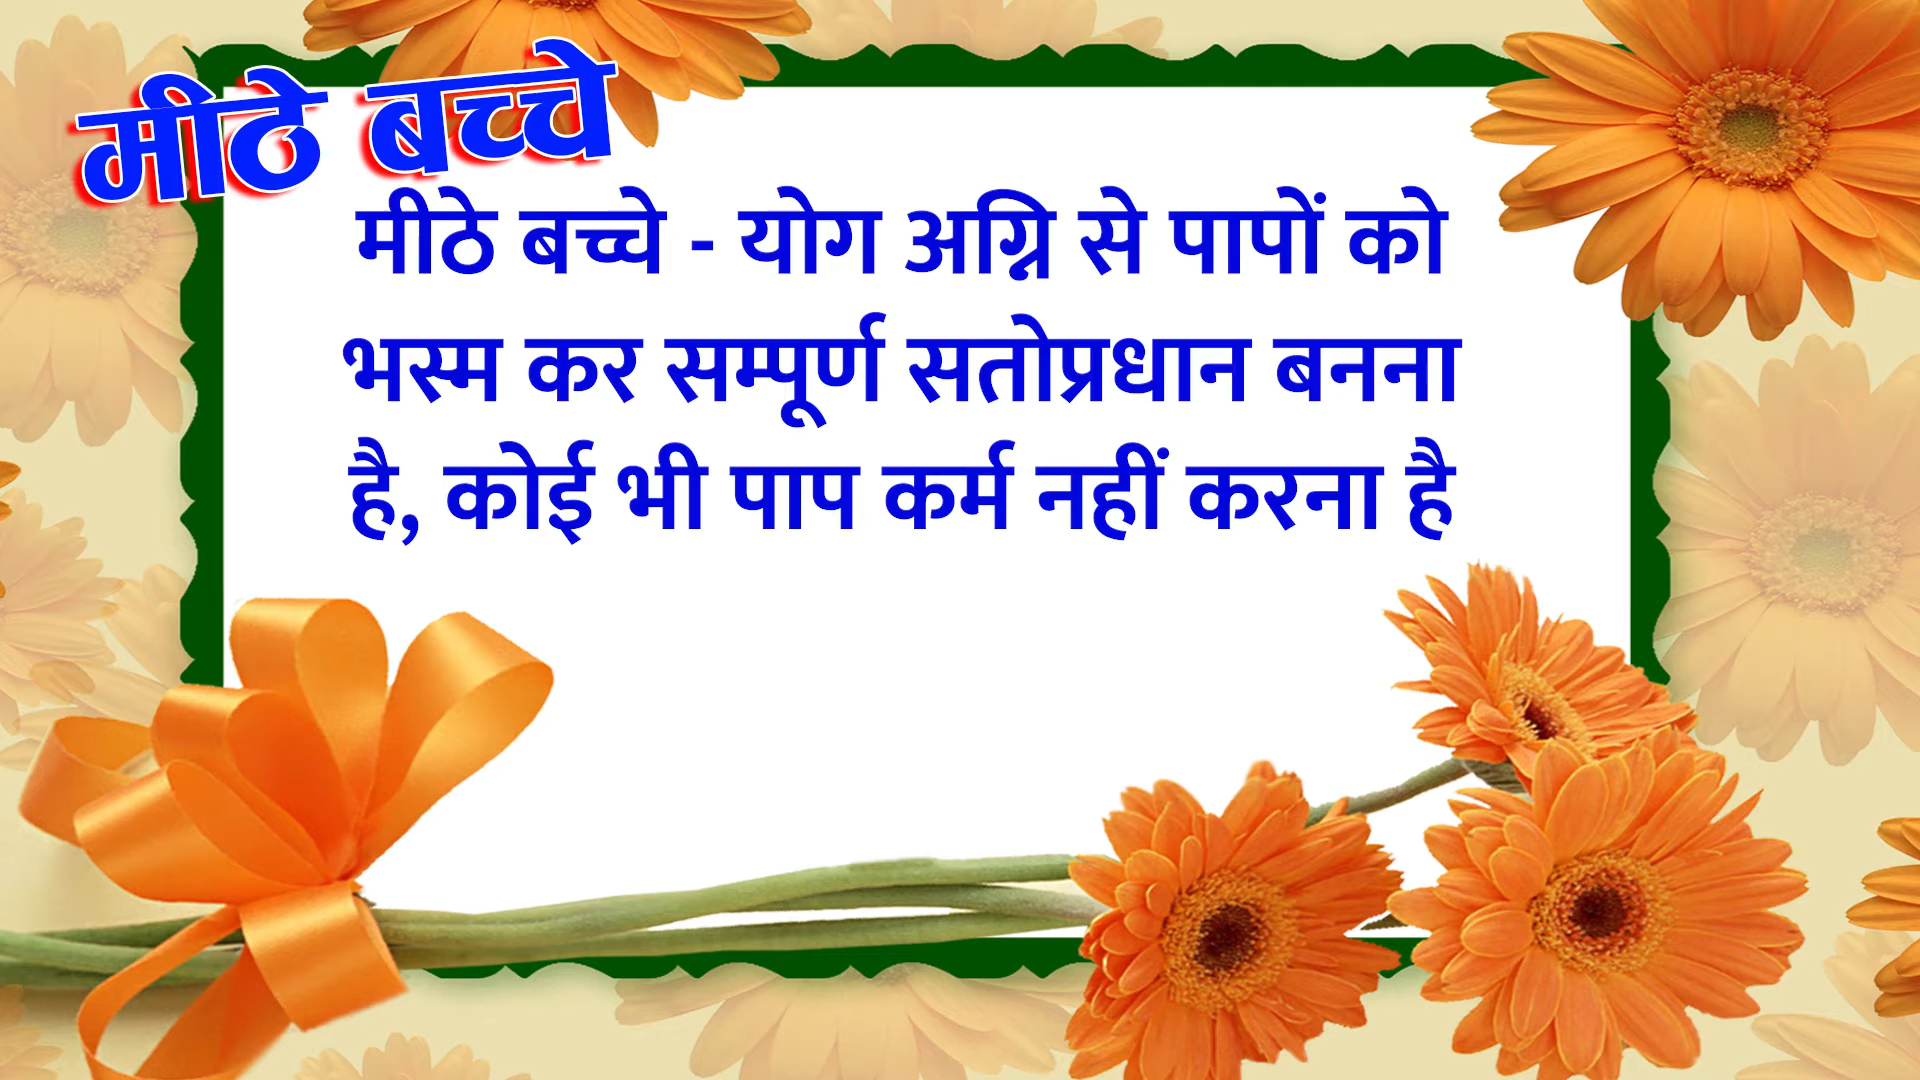 मीठे बच्चे
मीठे बच्चे - योग अग्नि से पापों को
भस्म कर सम्पूर्ण सतोप्रधान बनना
है, कोई भी पाप कर्म नहीं करना है